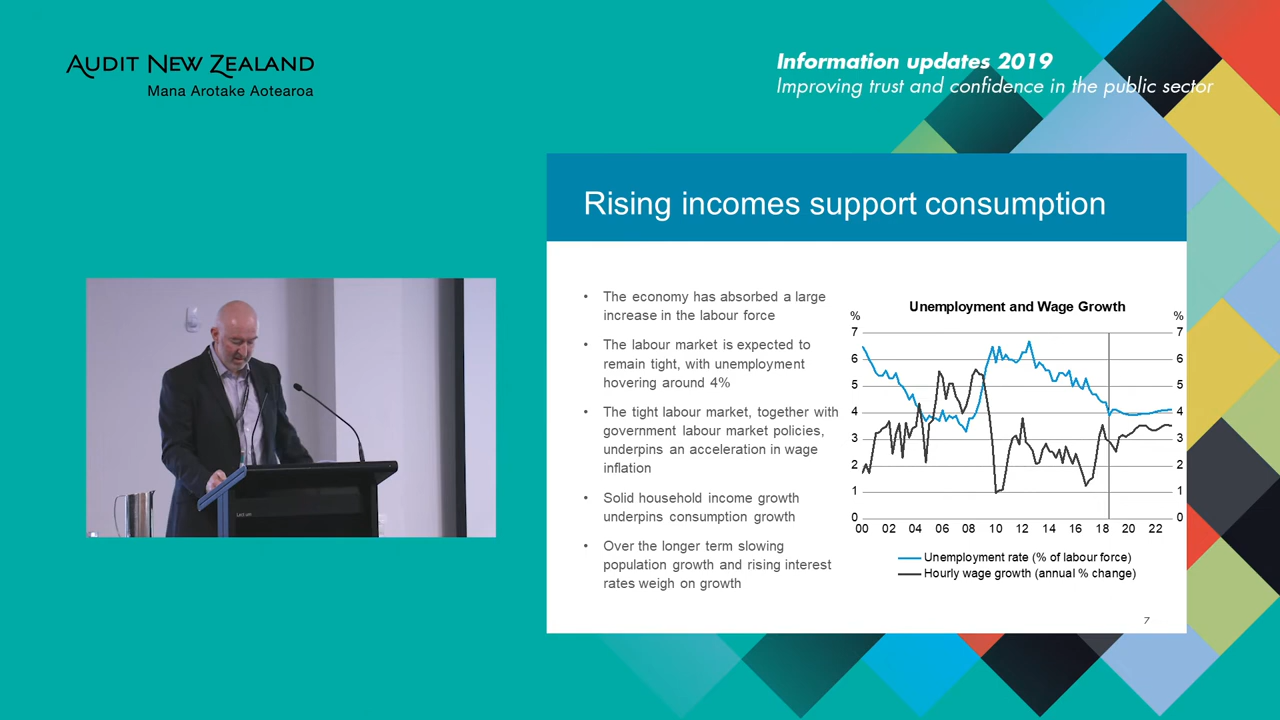 AUDIT NEW ZEALAND
Mana Arotake Aotearoa
Information updates 2019
Improving trust and confidence in the public sector
Rising incomes support consumption
• The economy has absorbed a large
increase in the labour force
• The labour market is expected to
remain tight, with unemployment
hovering around 4%
• The tight labour market, together with
government labour market policies,
underpins an acceleration in wage
inflation
• Solid household income growth
underpins consumption growth
• Over the longer term slowing
population growth and rising interest
rates weigh on growth
Unemployment and Wage Growth
% %
7 7
6 6
5 5
4 4
3 3
2 2
1 1
0 0
00 02 04 06 08 10 12 14 16 18 20 22
Unemployment rate (% of labour force)
Hourly wage growth (annual % change)
7